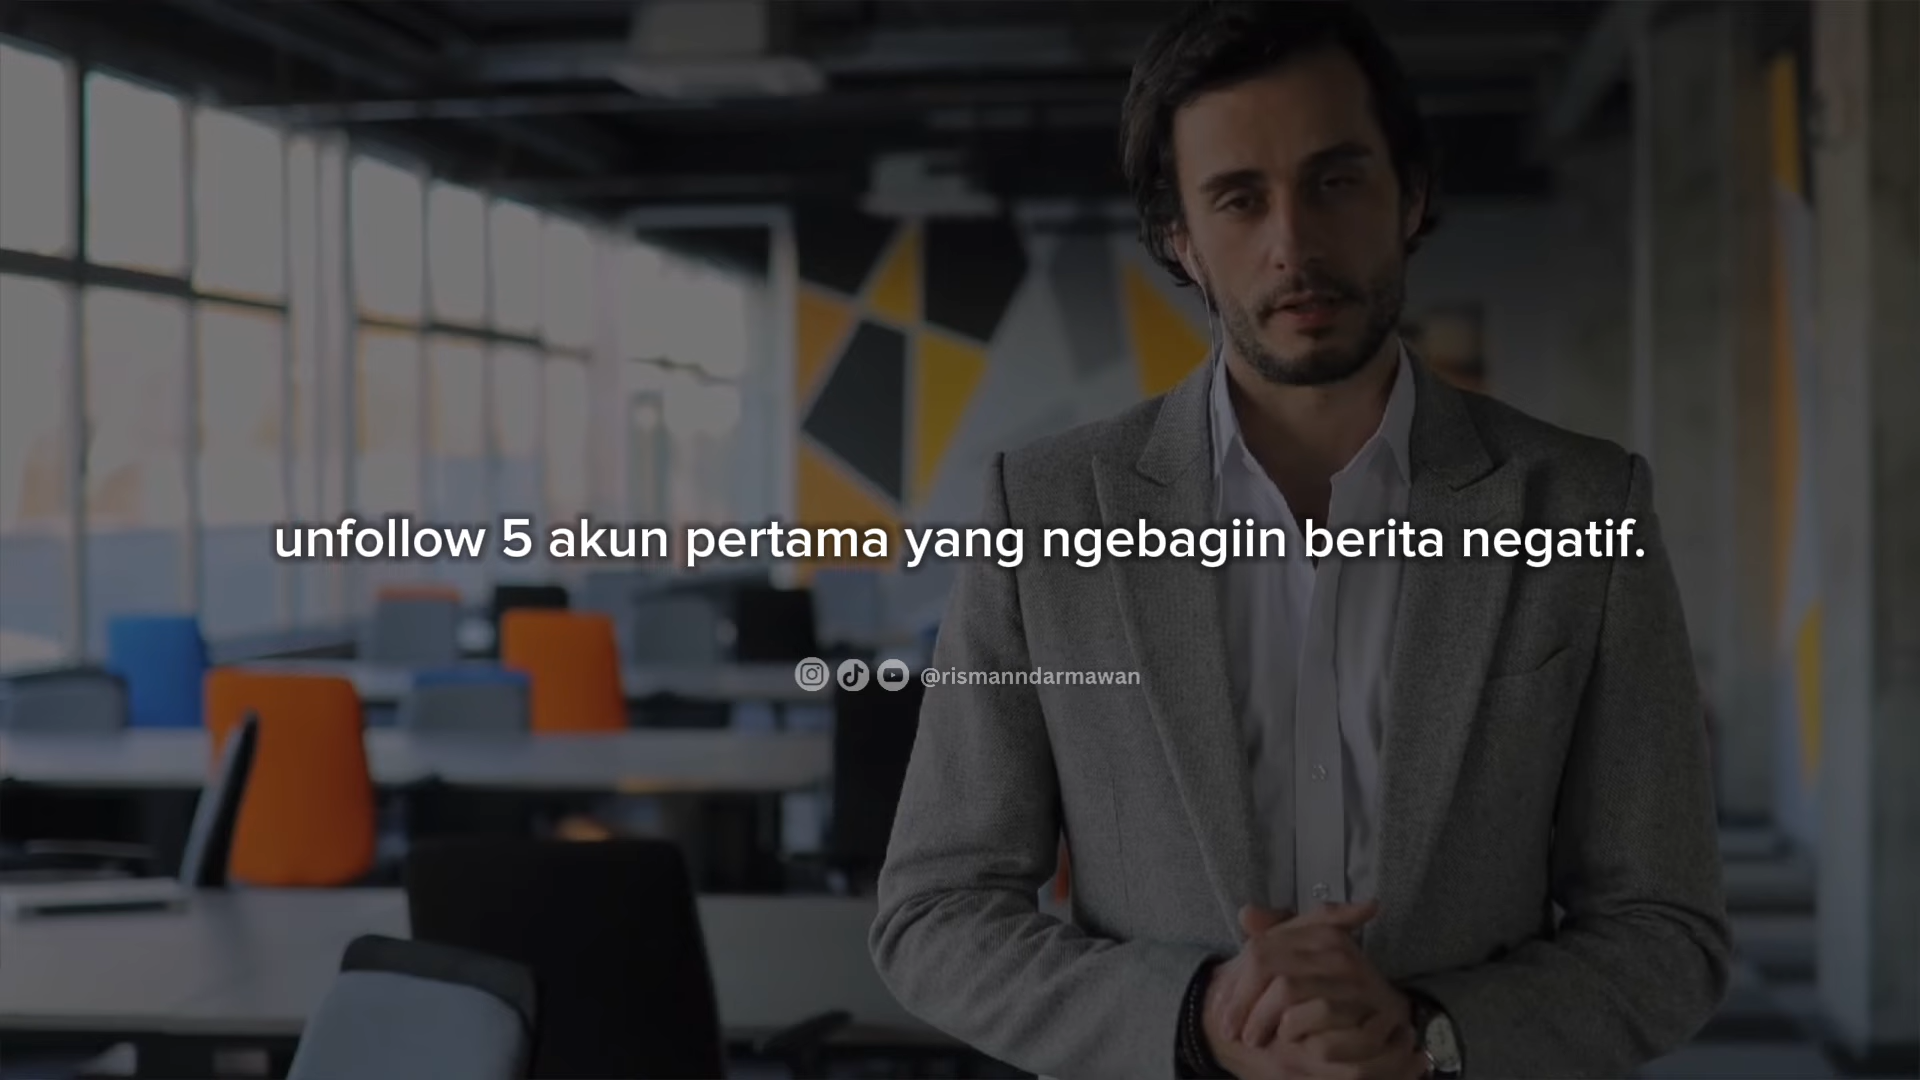 unfollow 5 akun pertama yang ngebagiin berita negatif.
@rismanndarmawan